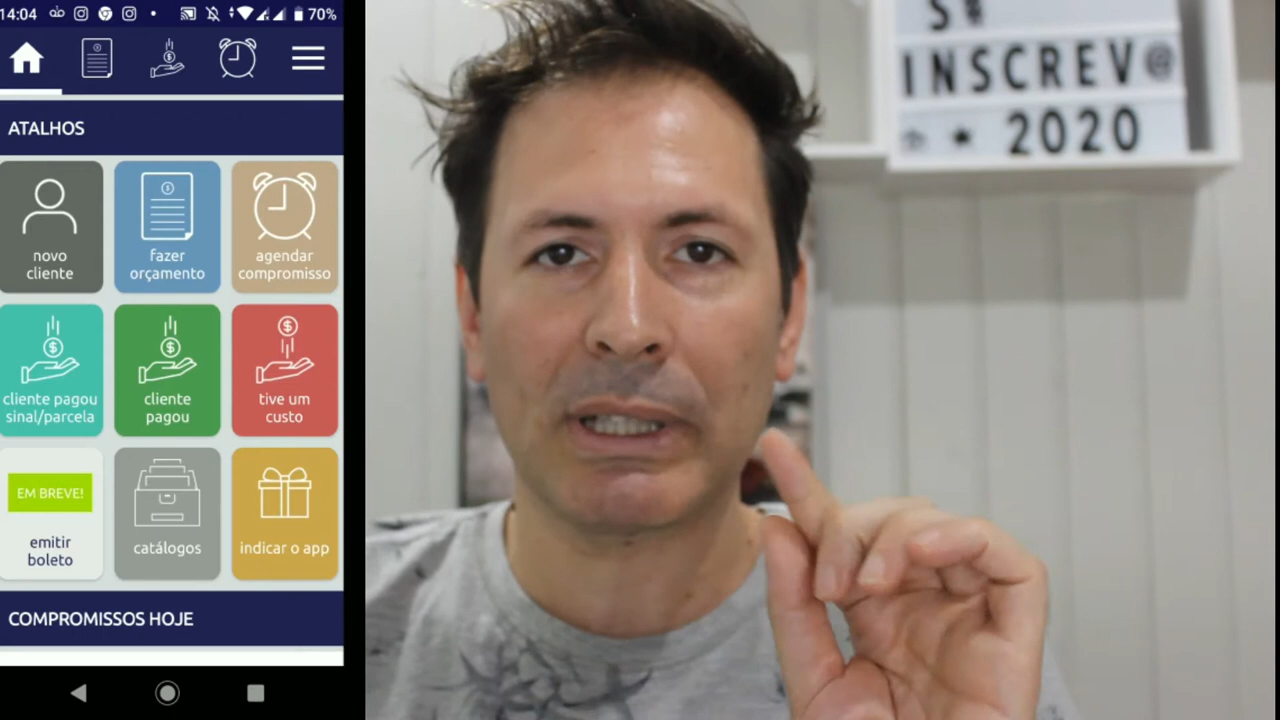 14:04
70%
ATALHOS
novo
cliente
fazer
orçamento
agendar
compromisso
cliente pagou
sinal/parcela
cliente
pagou
tive um
custo
EM BREVE!
emitir
boleto
catálogos
indicar o app
COMPROMISSOS HOJE
INSCREV@
2020